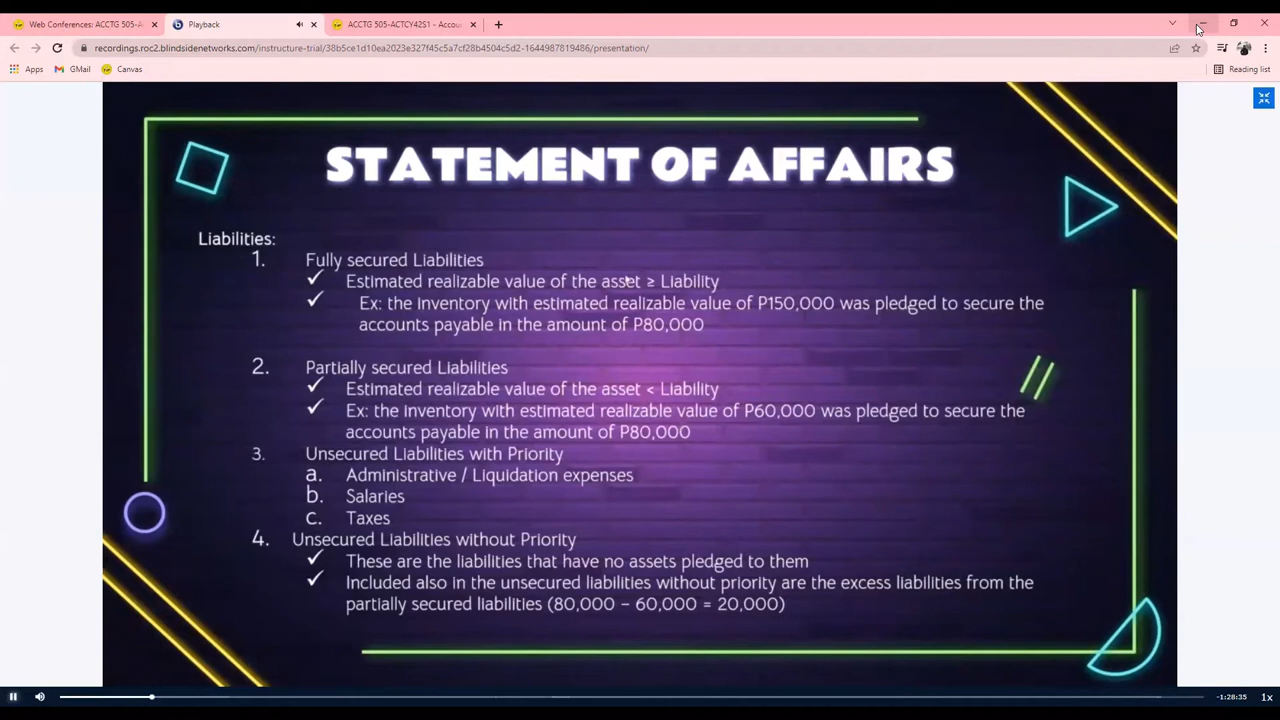 Web Conferences: ACCTG 505-A
Playback
ACCTG 505-ACTCY42S1 - Accou
recordings.roc2.blindsidenetworks.com/instructure-trial/38b5ce1d10ea2023e327f45c5a7cf28b4504c5d2-1644987819486/presentation/
Apps
GMail
Canvas
Reading list
STATEMENT OF AFFAIRS
Liabilities:
1. Fully secured Liabilities
✓ Estimated realizable value of the asset ≥ Liability
✓ Ex: the Inventory with estimated realizable value of P150,000 was pledged to secure the
accounts payable in the amount of P80,000
2. Partially secured Liabilities
✓ Estimated realizable value of the asset < Liability
✓ Ex: the Inventory with estimated realizable value of P60,000 was pledged to secure the
accounts payable in the amount of P80,000
3. Unsecured Liabilities with Priority
a. Administrative / Liquidation expenses
b. Salaries
c. Taxes
4. Unsecured Liabilities without Priority
✓ These are the liabilities that have no assets pledged to them
✓ Included also in the unsecured liabilities without priority are the excess liabilities from the
partially secured liabilities (80,000 – 60,000 = 20,000)
-1:28:35
1x